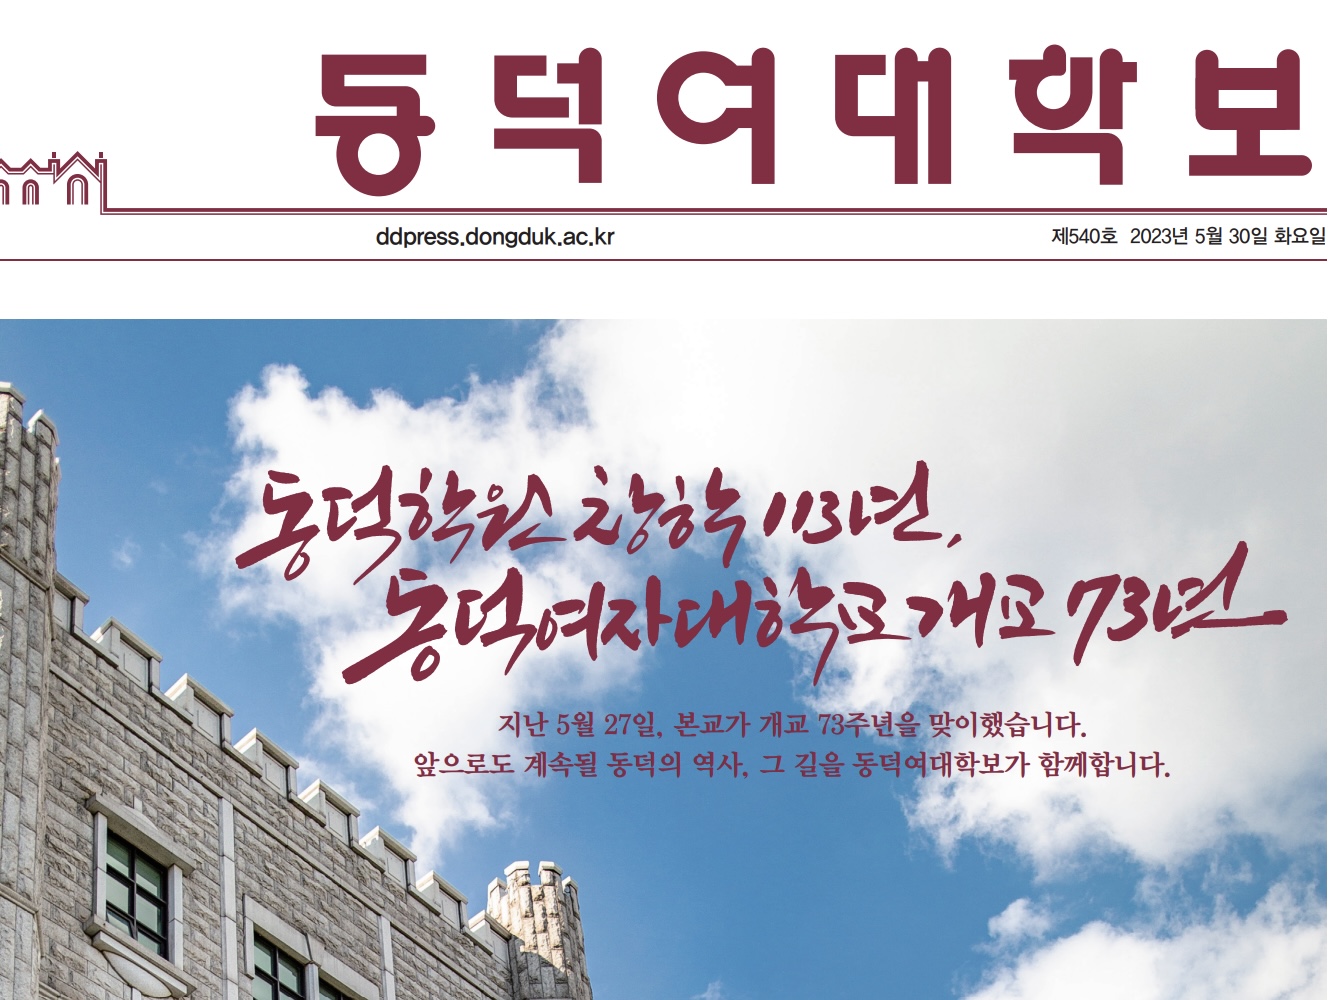 동덕여대학보
ddpress.dongduk.ac.kr
제540호 2023년 5월 30일 화요일
동덕학원 창학 113년,
동덕여자대학교 개교 73년
지난 5월 27일, 본교가 개교 73주년을 맞이했습니다.
앞으로도 계속될 동덕의 역사, 그 길을 동덕여대학보가 함께합니다.